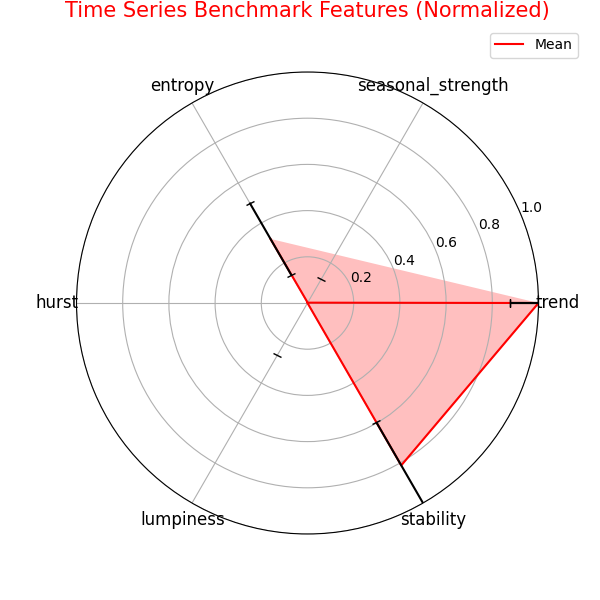 Time Series Benchmark Features (Normalized)
Mean
entropy
seasonal_strength
1.0
0.8
0.6
0.4
0.2
hurst
trend
lumpiness
stability